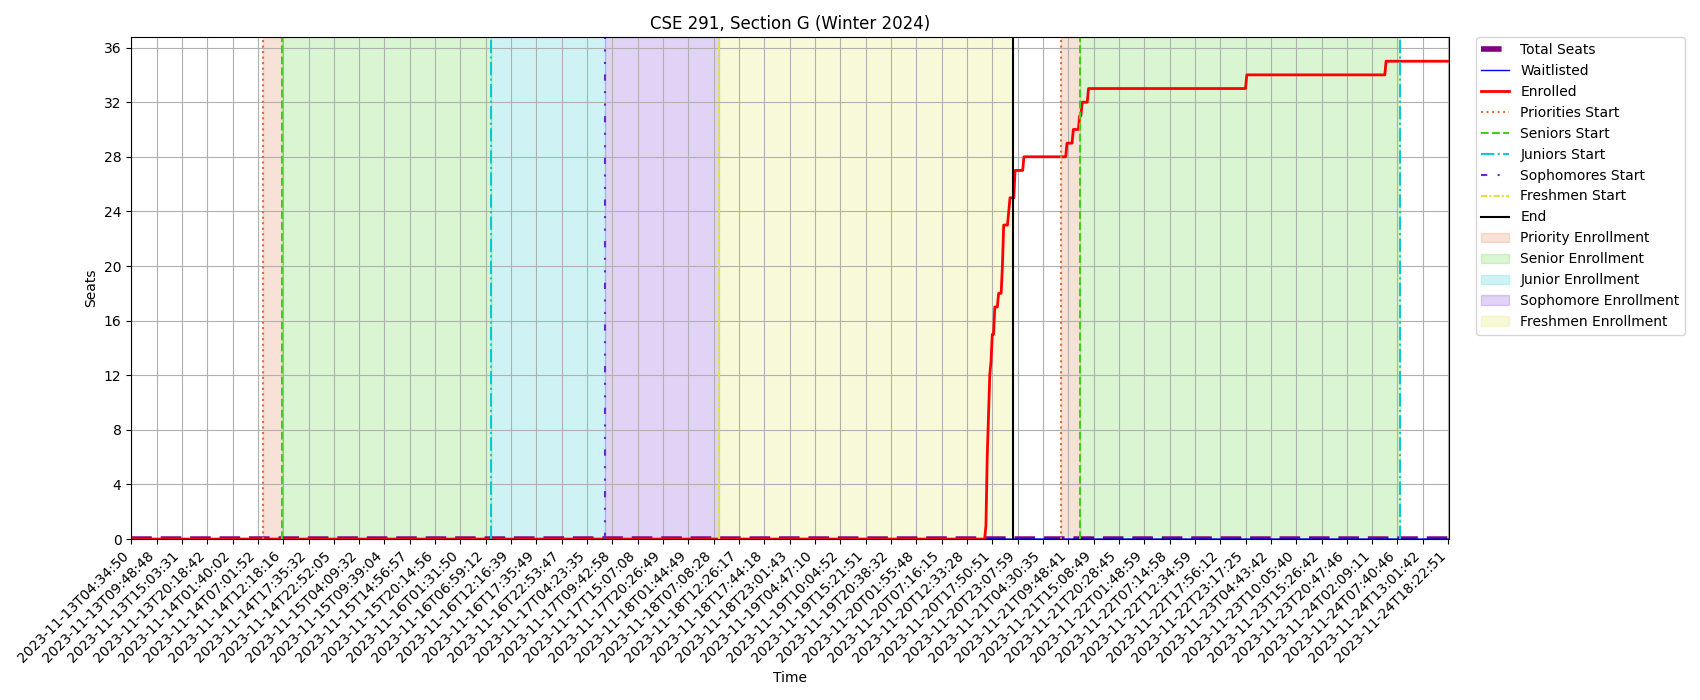 CSE 291, Section G (Winter 2024)
Seats
36
32
28
24
20
16
12
8
4
0
2023-11-13T04:34:50
2023-11-13T09:48:48
2023-11-13T15:03:31
2023-11-13T20:18:42
2023-11-14T01:40:02
2023-11-14T07:01:52
2023-11-14T12:18:16
2023-11-14T17:35:32
2023-11-14T22:52:05
2023-11-15T04:09:32
2023-11-15T09:39:04
2023-11-15T14:56:57
2023-11-15T20:14:56
2023-11-16T01:31:50
2023-11-16T06:59:12
2023-11-16T12:16:39
2023-11-16T17:35:49
2023-11-16T22:53:47
2023-11-17T04:23:35
2023-11-17T09:42:58
2023-11-17T15:07:08
2023-11-17T20:26:49
2023-11-18T01:44:49
2023-11-18T07:08:28
2023-11-18T12:26:17
2023-11-18T17:44:18
2023-11-18T23:01:43
2023-11-19T04:47:10
2023-11-19T10:04:52
2023-11-19T15:21:51
2023-11-19T20:38:32
2023-11-20T01:55:48
2023-11-20T07:16:15
2023-11-20T12:33:28
2023-11-20T17:50:51
2023-11-20T23:07:59
2023-11-21T04:30:35
2023-11-21T09:48:41
2023-11-21T15:08:49
2023-11-21T20:28:45
2023-11-22T01:48:59
2023-11-22T07:14:58
2023-11-22T12:34:59
2023-11-22T17:56:12
2023-11-22T23:17:25
2023-11-23T04:43:42
2023-11-23T10:05:40
2023-11-23T15:26:42
2023-11-23T20:47:46
2023-11-24T02:09:11
2023-11-24T07:40:46
2023-11-24T13:01:42
2023-11-24T18:22:51
Time
Total Seats
Waitlisted
Enrolled
Priorities Start
Seniors Start
Juniors Start
Sophomores Start
Freshmen Start
End
Priority Enrollment
Senior Enrollment
Junior Enrollment
Sophomore Enrollment
Freshmen Enrollment